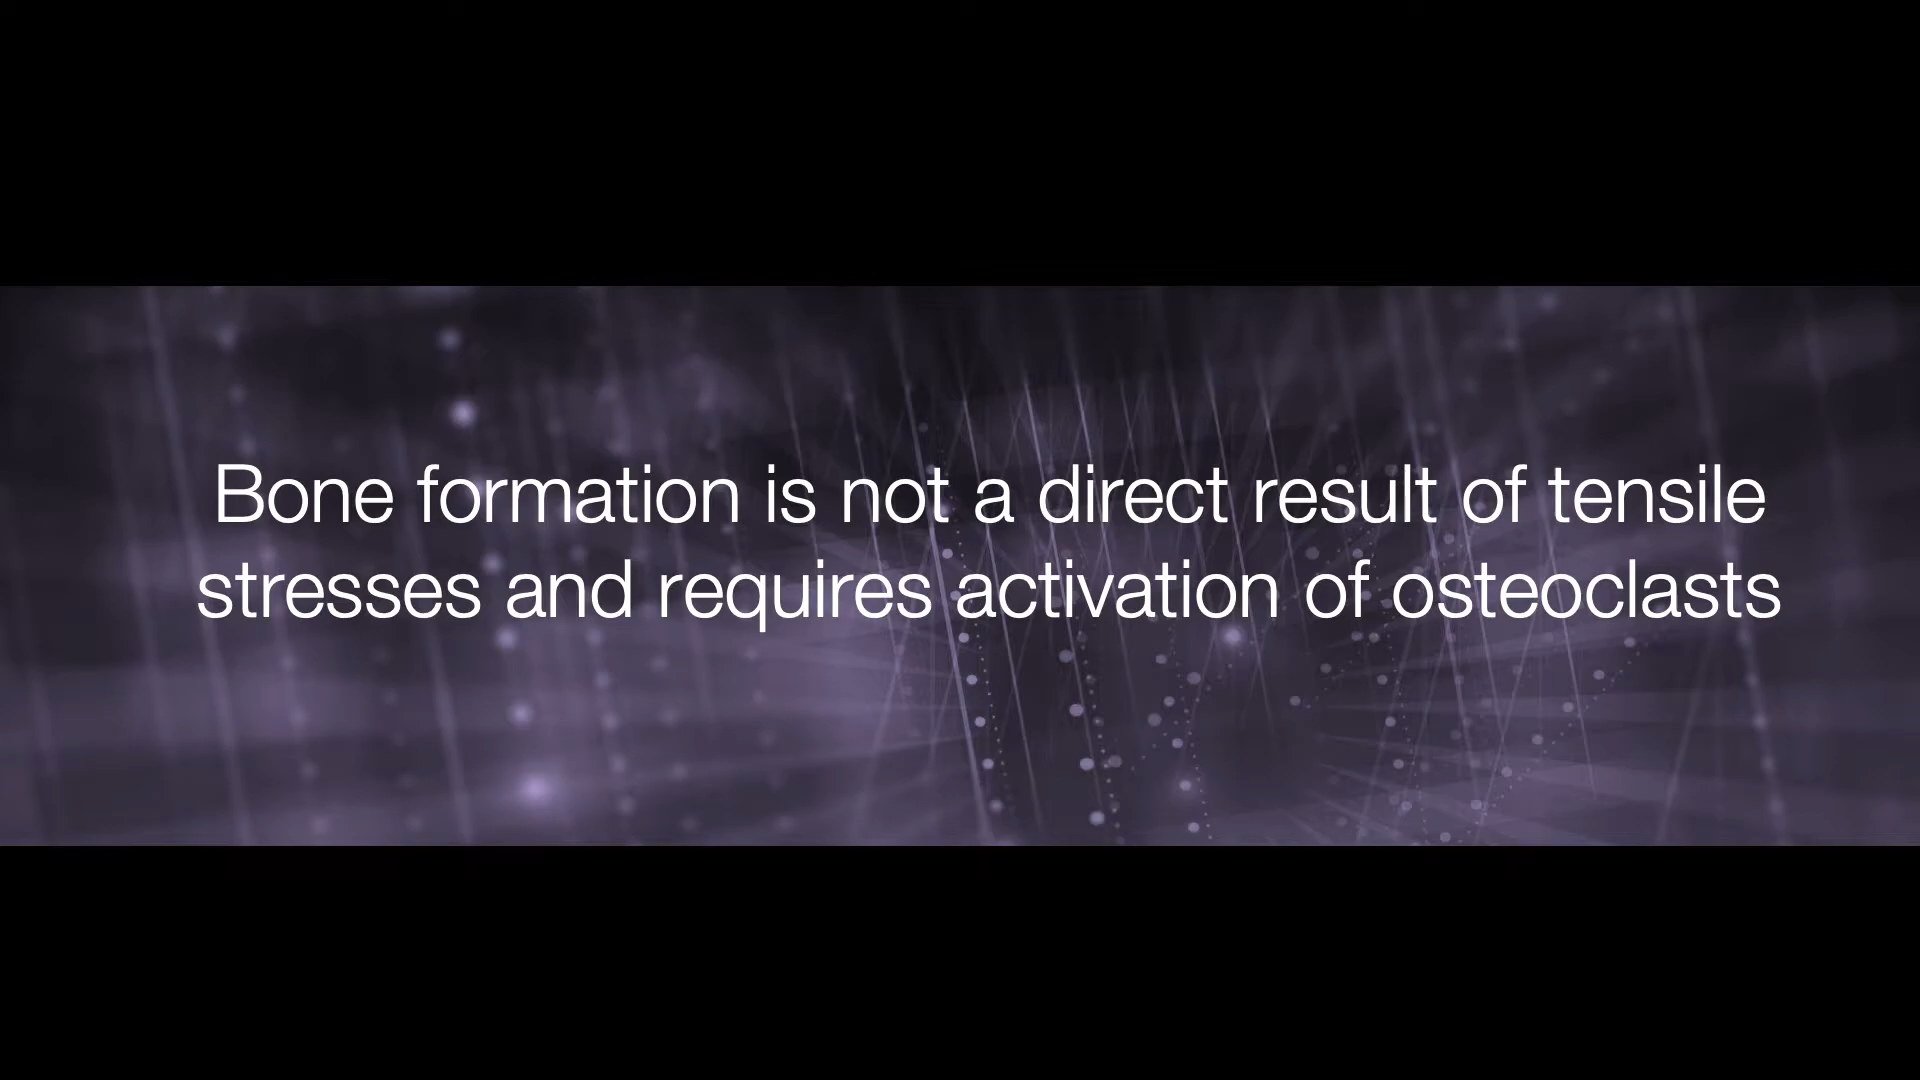 Bone formation is not a direct result of tensile
stresses and requires activation of osteoclasts